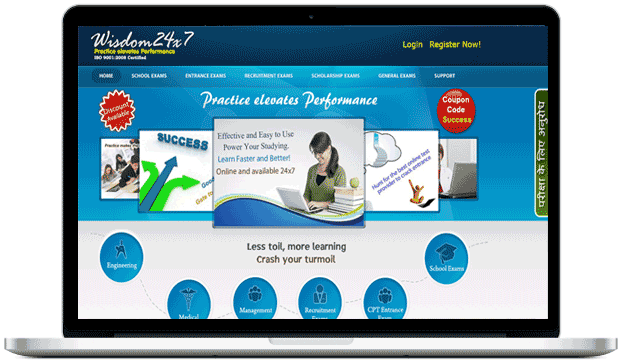 Wisdom24x7
Practice elevates Performance
ISO 9001:2008 Certified
Login Register Now!
HOME SCHOOL EXAMS ENTRANCE EXAMS RECRUITMENT EXAMS SCHOLARSHIP EXAMS GENERAL EXAMS SUPPORT
Discount
Available
Practice elevates Performance
Coupon
Code
Success
परीक्षा के लिए अनुरोध
Practice makes
SUCCESS
Effective and Easy to Use
Power Your Studying.
Learn Faster and Better!
Online and available 24x7
Hunt for the best online test
provider to crack entrance
Less toil, more learning
Crash your turmoil
Engineering
School Exams
Medical
Management
Recruitment
Exams
CPT Entrance
Exam